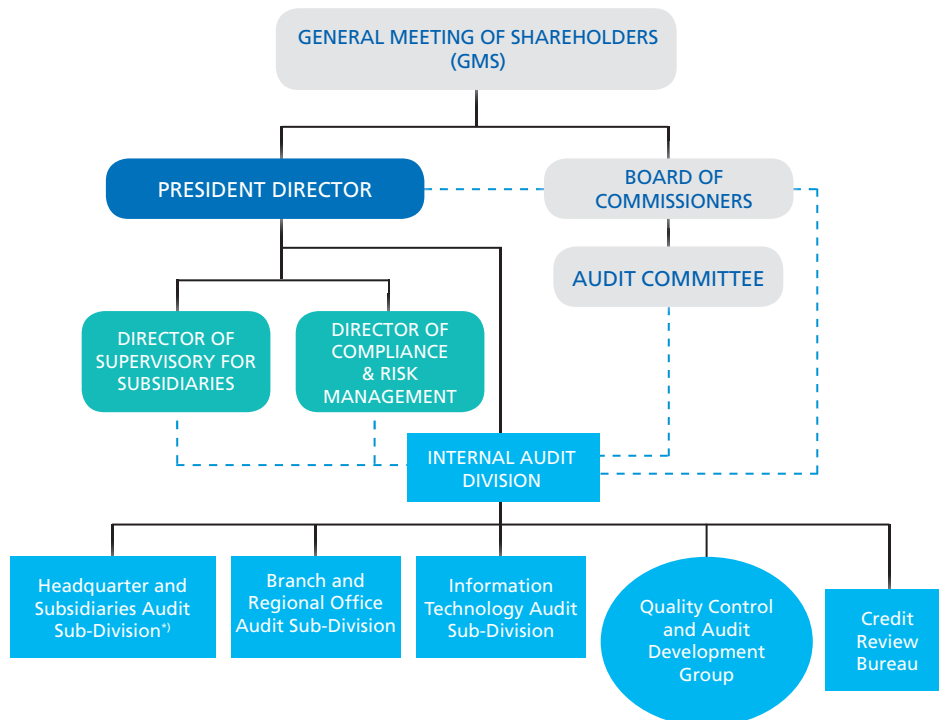 GENERAL MEETING OF SHAREHOLDERS
(GMS)
PRESIDENT DIRECTOR
BOARD OF
COMMISSIONERS
AUDIT COMMITTEE
DIRECTOR OF
SUPERVISORY FOR
SUBSIDIARIES
DIRECTOR OF
COMPLIANCE
& RISK
MANAGEMENT
INTERNAL AUDIT
DIVISION
Headquarter and
Subsidiaries Audit
Sub-Division*)
Branch and
Regional Office
Audit Sub-Division
Information
Technology Audit
Sub-Division
Quality Control
and Audit
Development
Group
Credit
Review
Bureau